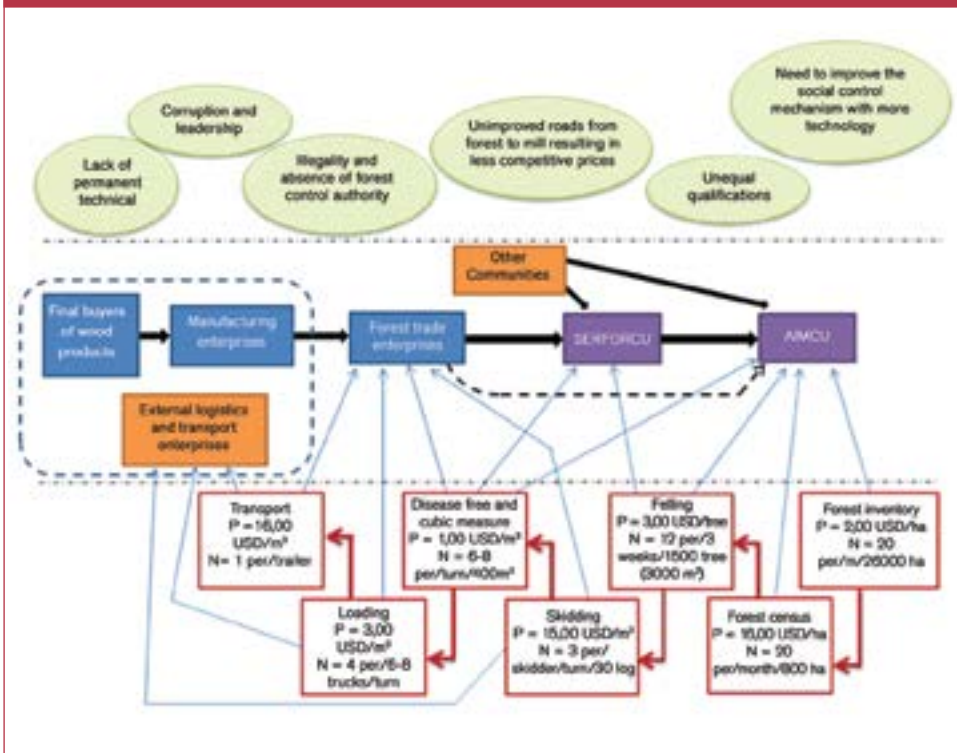 Corruption and
leadership
Lack of
permanent
technical
Illegality and
absence of forest
control authority
Unimproved roads from
forest to mill resulting in
less competitive prices
Unequal
qualifications
Need to improve the
social control
mechanism with more
technology
Other
Communities
Final buyers
of wood
products
Manufacturing
enterprises
Forest trade
enterprises
SERFORCU
AIMCU
External logistics
and transport
enterprises
Transport
P = 16,00
USD/m³
N= 1 per/trailer
Disease free and
cubic measure
P = 1,00 USD/m³
N = 6-8
per/turn/400m³
Felling
P = 3,00 USD/tree
N = 12 per/3
weeks/1500 tree
(3000 m³)
Forest inventory
P = 2,00 USD/ha
N = 20
per/m/26000 ha
Loading
P = 3,00
USD/m³
N = 4 per/6-8
trucks/turn
Skidding
P = 15,00 USD/m³
N = 3 per/
skidder/turn/30 log
Forest census
P = 16,00 USD/ha
N = 20
per/month/800 ha